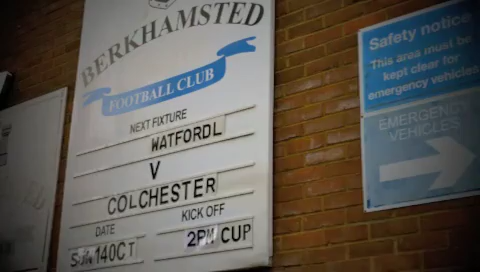 BERKHAMSTED
FOOTBALL CLUB
NEXT FIXTURE
WATFORDL
V
COLCHESTER
DATE
KICK OFF
SUN14OCT
2PM CUP
Safety notice
This area must be
kept clear for
emergency vehicles
EMERGENCY
VEHICLES